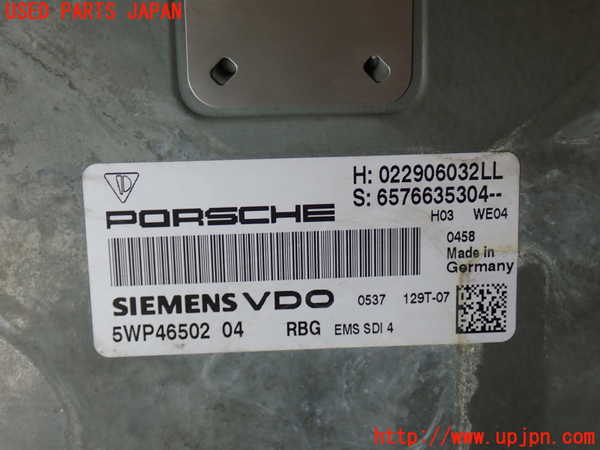 USED PARTS JAPAN
H: 022906032LL
S: 6576635304--
H03 WE04
PORSCHE
0458
Made in
Germany
SIEMENS VDO 0537 129T-07
5WP46502 04 RBG EMS SDI 4
http://www.upjpn.com/